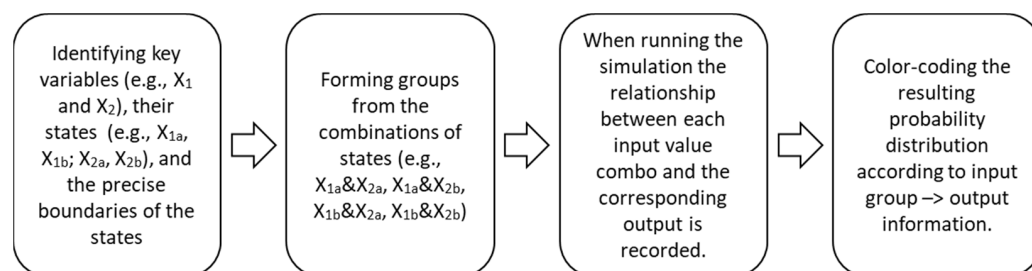 Identifying key
variables (e.g., X₁
and X₂), their
states (e.g., X₁ₐ,
X₁b; X₂ₐ, X₂b), and
the precise
boundaries of the
states
Forming groups
from the
combinations of
states (e.g.,
X₁ₐ&X₂ₐ, X₁ₐ&X₂b,
X₁b&X₂ₐ, X₁b&X₂b)
When running the
simulation the
relationship
between each
input value
combo and the
corresponding
output is
recorded.
Color-coding the
resulting
probability
distribution
according to input
group –> output
information.